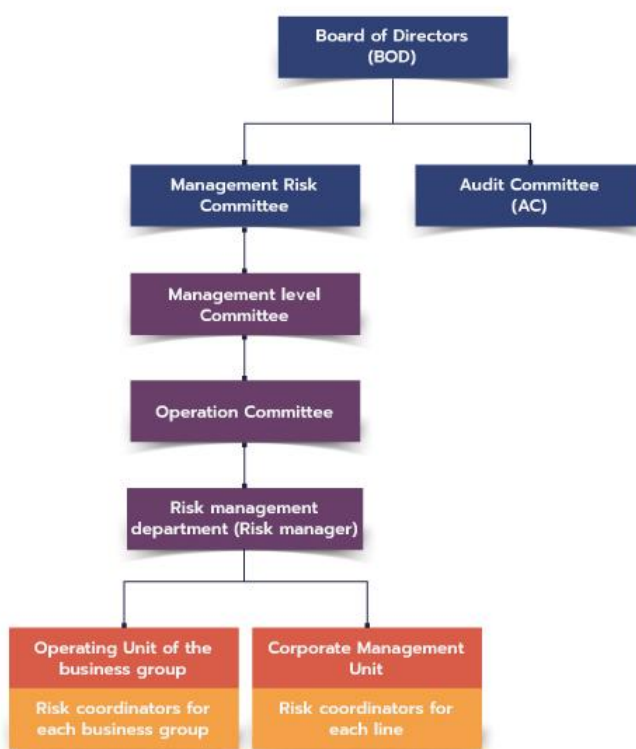 Board of Directors
(BOD)
Management Risk
Committee
Audit Committee
(AC)
Management level
Committee
Operation Committee
Risk management
department (Risk manager)
Operating Unit of the
business group
Risk coordinators for
each business group
Corporate Management
Unit
Risk coordinators for
each line